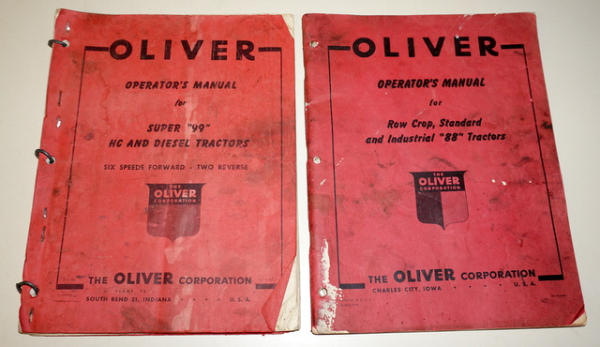 OLIVER
OPERATOR'S MANUAL
for
SUPER "99"
HC AND DIESEL TRACTORS
SIX SPEEDS FORWARD - TWO REVERSE
THE
OLIVER
CORPORATION
THE OLIVER CORPORATION
SOUTH BEND 21, INDIANA · · · · · U. S. A.
OLIVER
OPERATOR'S MANUAL
for
Row Crop, Standard
and Industrial "88" Tractors
THE
OLIVER
CORPORATION
THE OLIVER CORPORATION
CHARLES CITY, IOWA · · · · · U. S. A.